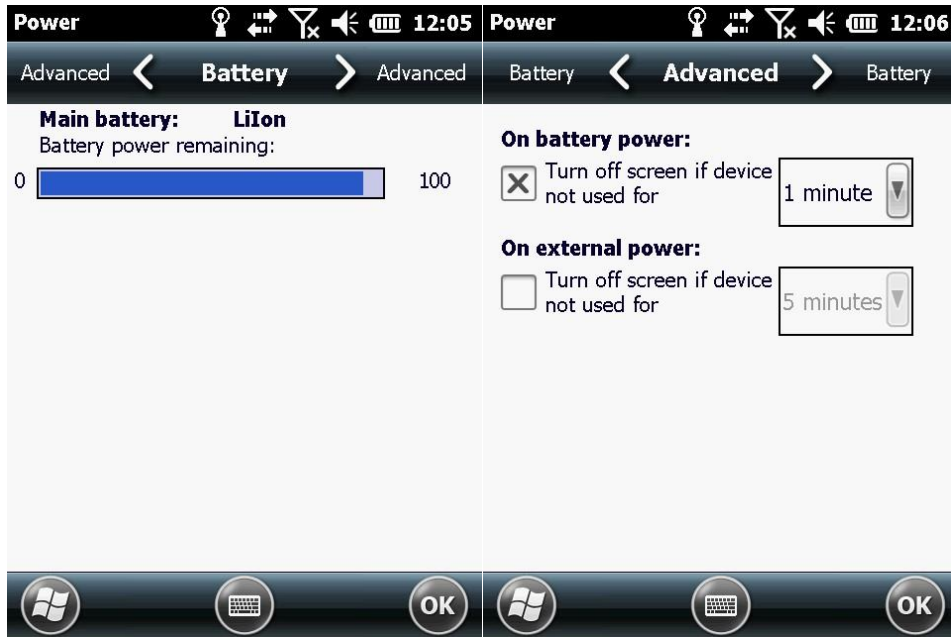 Power 12:05
Advanced Battery Advanced
Main battery: LiIon
Battery power remaining:
0 100
OK
Power 12:06
Battery Advanced Battery
On battery power:
Turn off screen if device
not used for
1 minute
On external power:
Turn off screen if device
not used for
5 minutes
OK